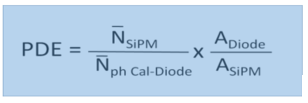 PDE = N̅SiPM / N̅ph Cal-Diode x ADiode / ASiPM